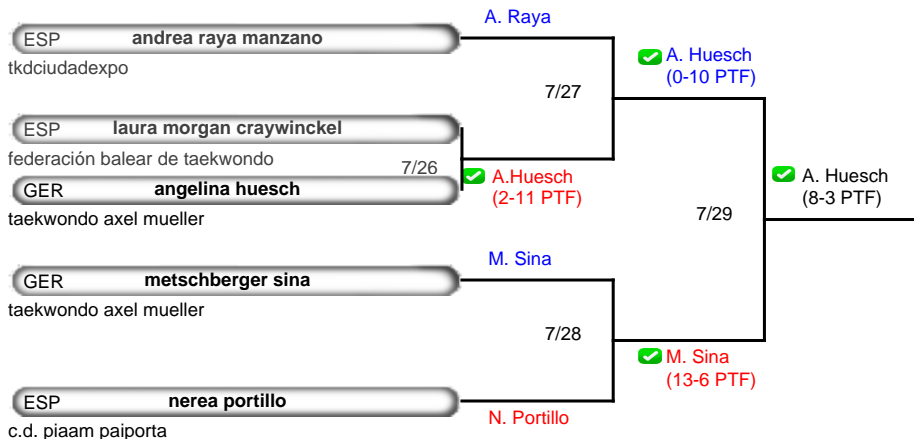 A. Raya
ESP andrea raya manzano
tkdciudadexpo
A. Huesch
(0-10 PTF)
7/27
ESP laura morgan craywinckel
federación balear de taekwondo
7/26
GER angelina huesch
A.Huesch
(2-11 PTF)
taekwondo axel mueller
A. Huesch
(8-3 PTF)
7/29
M. Sina
GER metschberger sina
taekwondo axel mueller
7/28
M. Sina
(13-6 PTF)
ESP nerea portillo
N. Portillo
c.d. piaam paiporta